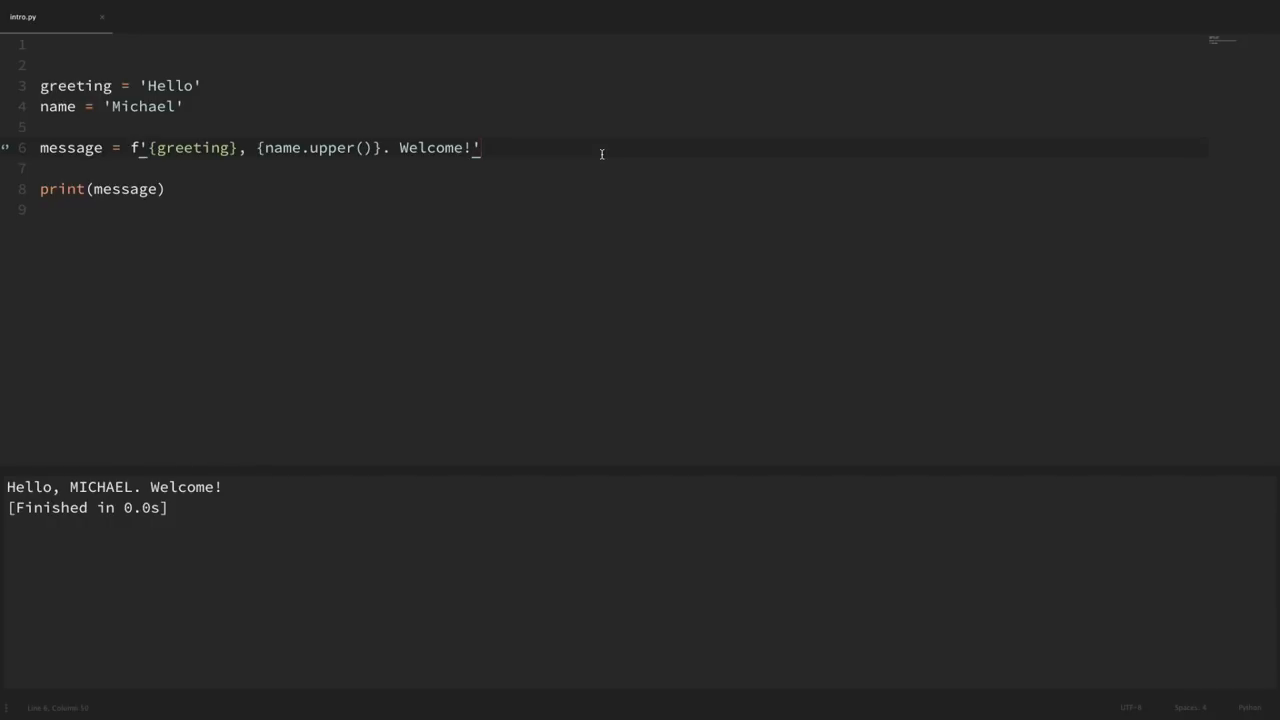 intro.py ×
1
2
3 greeting = 'Hello'
4 name = 'Michael'
5
6 message = f'{greeting}, {name.upper()}. Welcome!'
7
8 print(message)
9
Hello, MICHAEL. Welcome!
[Finished in 0.0s]
Line 6, Column 50 UTF-8 Spaces: 4 Python